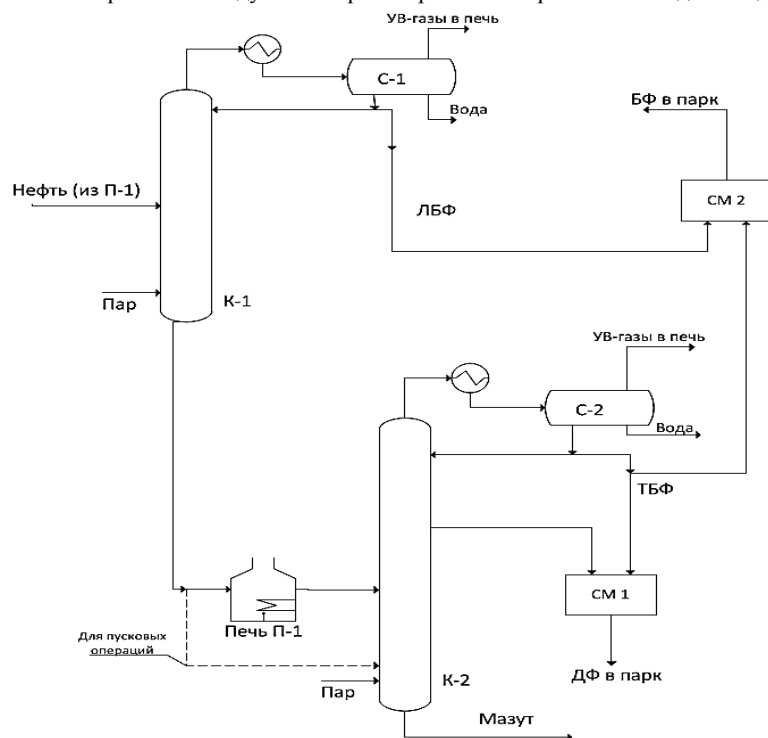 УВ-газы в печь
С-1
Вода
БФ в парк
Нефть (из П-1)
СМ 2
ЛБФ
Пар
К-1
УВ-газы в печь
С-2
Вода
ТБФ
СМ 1
Для пусковых
операций
Печь П-1
ДФ в парк
Пар
К-2
Мазут